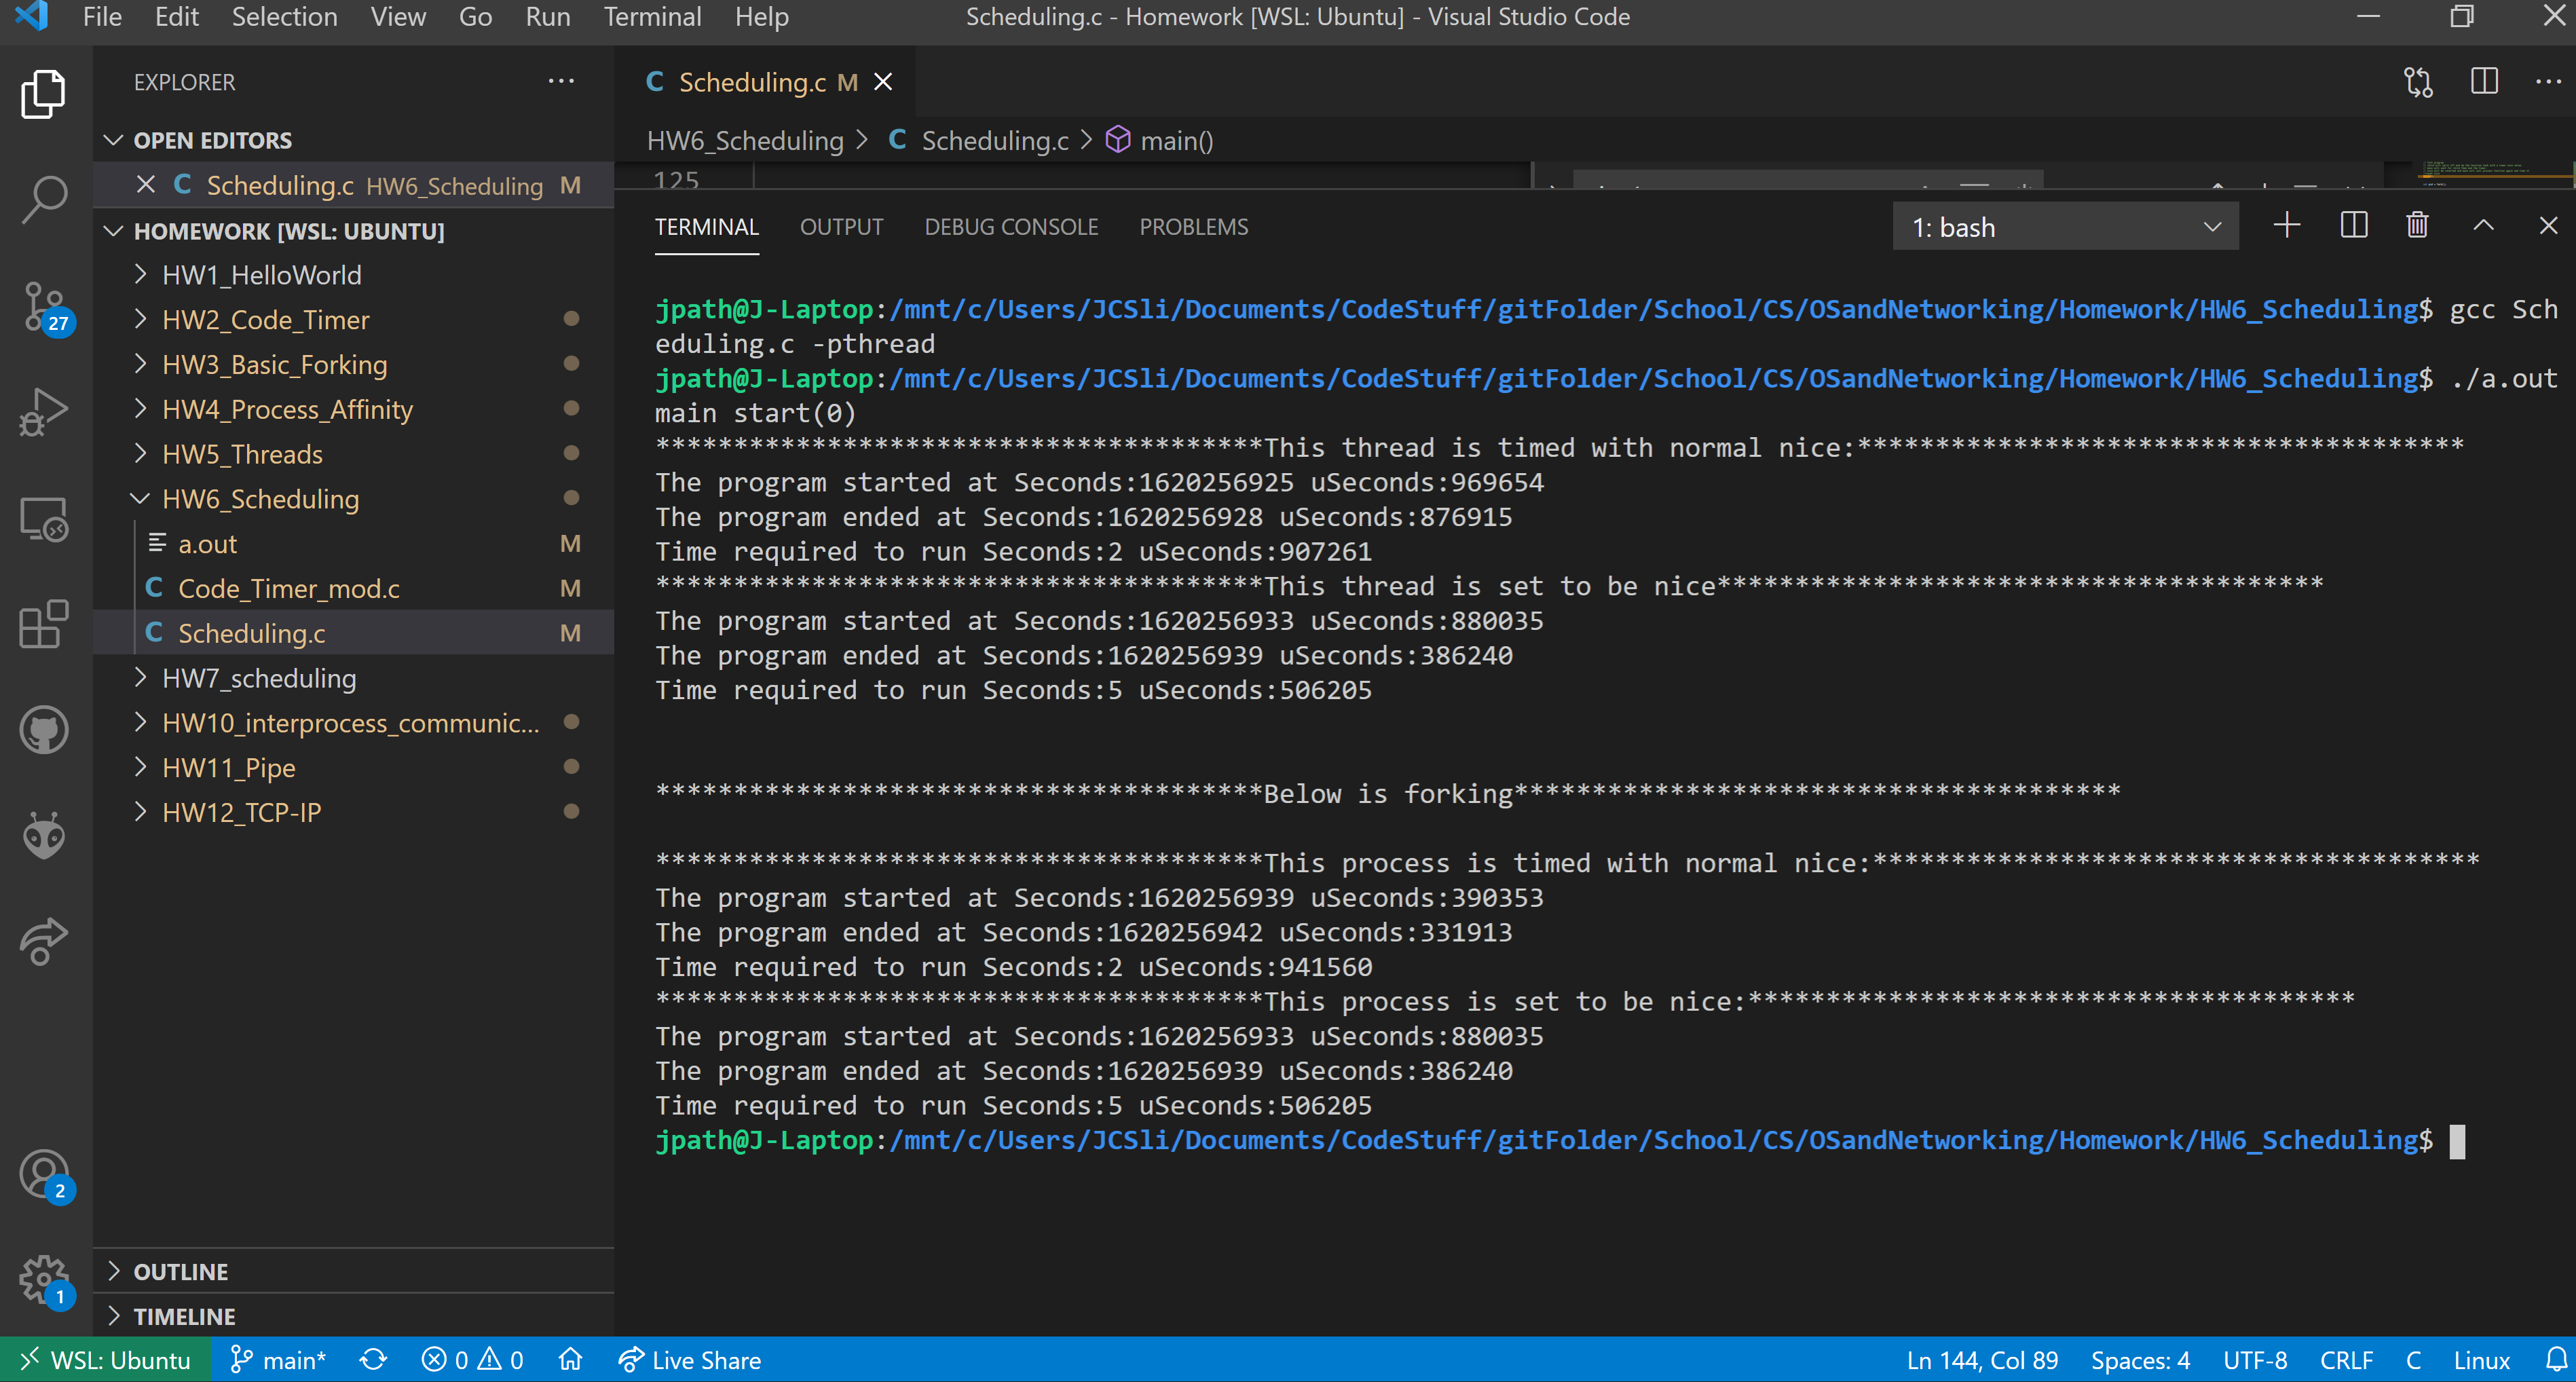 File Edit Selection View Go Run Terminal Help Scheduling.c - Homework [WSL: Ubuntu] - Visual Studio Code
EXPLORER
OPEN EDITORS
Scheduling.c HW6_Scheduling M
HOMEWORK [WSL: UBUNTU]
HW1_HelloWorld
HW2_Code_Timer
HW3_Basic_Forking
HW4_Process_Affinity
HW5_Threads
HW6_Scheduling
a.out M
C Code_Timer_mod.c M
C Scheduling.c M
HW7_scheduling
HW10_interprocess_communic...
HW11_Pipe
HW12_TCP-IP
OUTLINE
TIMELINE
27
2
1
C Scheduling.c M
HW6_Scheduling > C Scheduling.c > main()
125
TERMINAL OUTPUT DEBUG CONSOLE PROBLEMS 1: bash
jpath@J-Laptop:/mnt/c/Users/JCSli/Documents/CodeStuff/gitFolder/School/CS/OSandNetworking/Homework/HW6_Scheduling$ gcc Sch
eduling.c -pthread
jpath@J-Laptop:/mnt/c/Users/JCSli/Documents/CodeStuff/gitFolder/School/CS/OSandNetworking/Homework/HW6_Scheduling$ ./a.out
main start(0)
***************************************This thread is timed with normal nice:***************************************
The program started at Seconds:1620256925 uSeconds:969654
The program ended at Seconds:1620256928 uSeconds:876915
Time required to run Seconds:2 uSeconds:907261
***************************************This thread is set to be nice***************************************
The program started at Seconds:1620256933 uSeconds:880035
The program ended at Seconds:1620256939 uSeconds:386240
Time required to run Seconds:5 uSeconds:506205
***************************************Below is forking***************************************
***************************************This process is timed with normal nice:***************************************
The program started at Seconds:1620256939 uSeconds:390353
The program ended at Seconds:1620256942 uSeconds:331913
Time required to run Seconds:2 uSeconds:941560
***************************************This process is set to be nice:***************************************
The program started at Seconds:1620256933 uSeconds:880035
The program ended at Seconds:1620256939 uSeconds:386240
Time required to run Seconds:5 uSeconds:506205
jpath@J-Laptop:/mnt/c/Users/JCSli/Documents/CodeStuff/gitFolder/School/CS/OSandNetworking/Homework/HW6_Scheduling$
WSL: Ubuntu main* 0 0 Live Share Ln 144, Col 89 Spaces: 4 UTF-8 CRLF C Linux